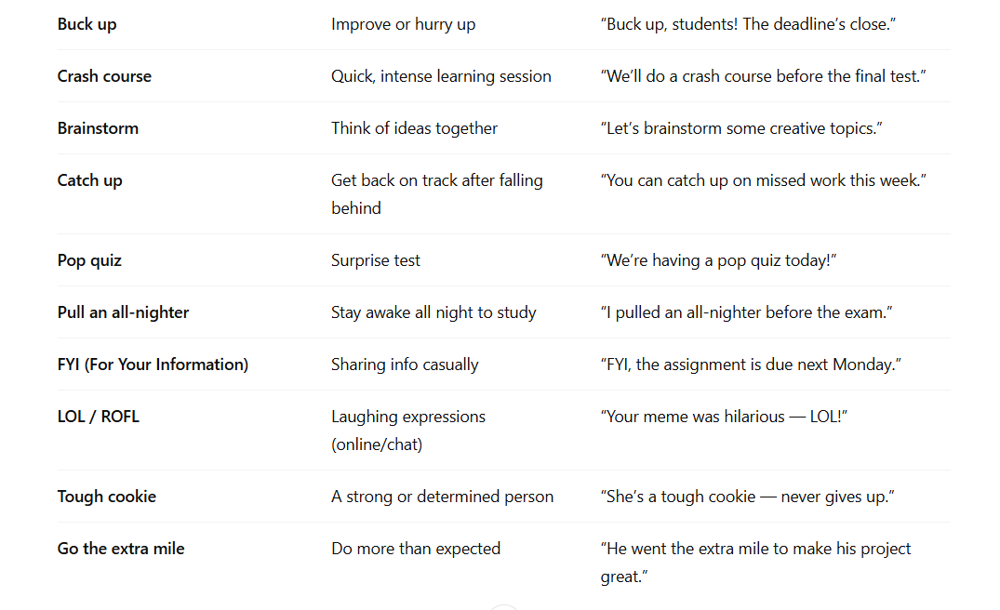 Buck up Improve or hurry up “Buck up, students! The deadline’s close.”
Crash course Quick, intense learning session “We’ll do a crash course before the final test.”
Brainstorm Think of ideas together “Let’s brainstorm some creative topics.”
Catch up Get back on track after falling “You can catch up on missed work this week.”
behind
Pop quiz Surprise test “We’re having a pop quiz today!”
Pull an all-nighter Stay awake all night to study “I pulled an all-nighter before the exam.”
FYI (For Your Information) Sharing info casually “FYI, the assignment is due next Monday.”
LOL / ROFL Laughing expressions “Your meme was hilarious — LOL!”
(online/chat)
Tough cookie A strong or determined person “She’s a tough cookie — never gives up.”
Go the extra mile Do more than expected “He went the extra mile to make his project
great.”